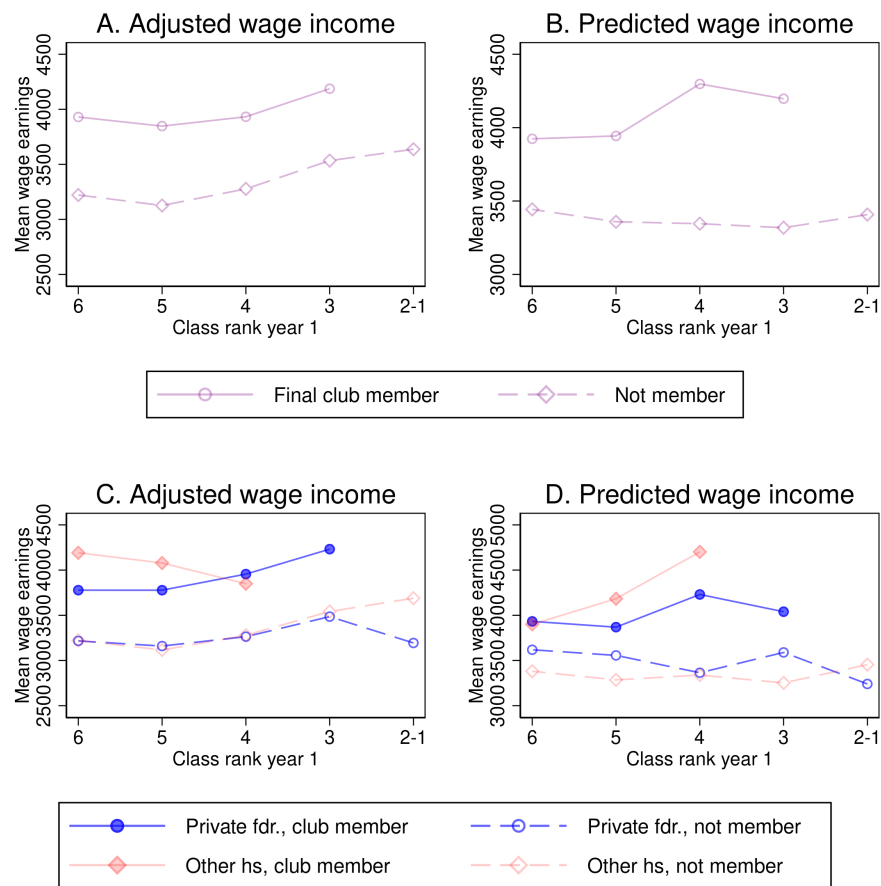 A. Adjusted wage income
Mean wage earnings
4500
4000
3500
3000
2500
6 5 4 3 2-1
Class rank year 1
B. Predicted wage income
Mean wage earnings
4500
4000
3500
3000
6 5 4 3 2-1
Class rank year 1
Final club member Not member
C. Adjusted wage income
Mean wage earnings
4500
4000
3500
3000
2500
6 5 4 3 2-1
Class rank year 1
D. Predicted wage income
Mean wage earnings
5000
4500
4000
3500
3000
6 5 4 3 2-1
Class rank year 1
Private fdr., club member Private fdr., not member
Other hs, club member Other hs, not member